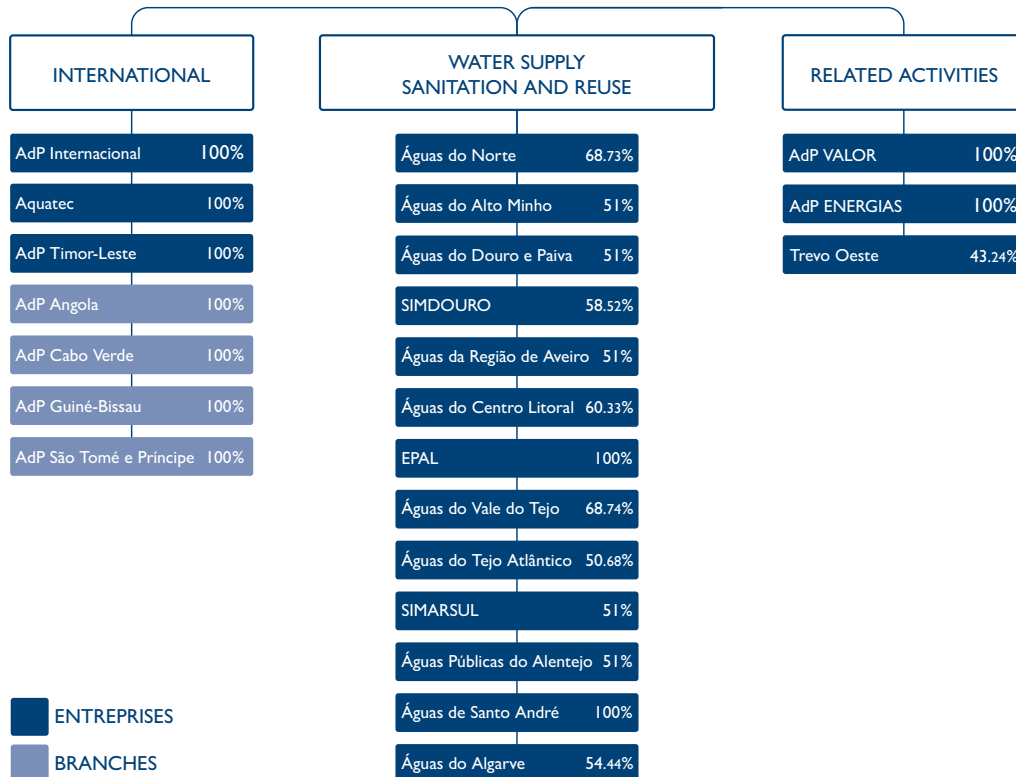 INTERNATIONAL
AdP Internacional 100%
Aquatec 100%
AdP Timor-Leste 100%
AdP Angola 100%
AdP Cabo Verde 100%
AdP Guiné-Bissau 100%
AdP São Tomé e Príncipe 100%
WATER SUPPLY
SANITATION AND REUSE
Águas do Norte 68.73%
Águas do Alto Minho 51%
Águas do Douro e Paiva 51%
SIMDOURO 58.52%
Águas da Região de Aveiro 51%
Águas do Centro Litoral 60.33%
EPAL 100%
Águas do Vale do Tejo 68.74%
Águas do Tejo Atlântico 50.68%
SIMARSUL 51%
Águas Públicas do Alentejo 51%
Águas de Santo André 100%
Águas do Algarve 54.44%
RELATED ACTIVITIES
AdP VALOR 100%
AdP ENERGIAS 100%
Trevo Oeste 43.24%
ENTREPRISES
BRANCHES